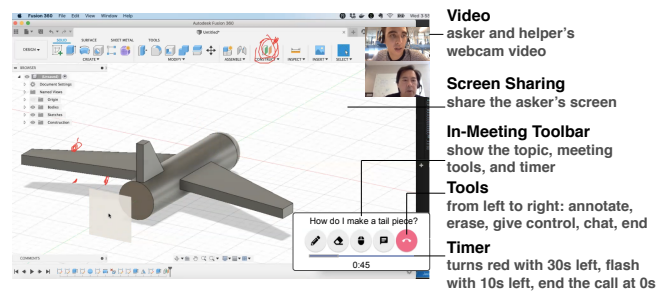 Fusion 360 File Edit View Window Help
Wed 3:5
Autodesk Fusion 360
Untitled*
SOLID SURFACE SHEET METAL TOOLS
DESIGN
CREATE MODIFY ASSEMBLE CONSTRUCT INSPECT INSERT SELECT
BROWSER
Document Settings
Named Views
Origin
Bodies
Sketches
Construction
How do I make a tail piece?
0:45
COMMENTS
Video
asker and helper's
webcam video
Screen Sharing
share the asker's screen
In-Meeting Toolbar
show the topic, meeting
tools, and timer
Tools
from left to right: annotate,
erase, give control, chat, end
Timer
turns red with 30s left, flash
with 10s left, end the call at 0s